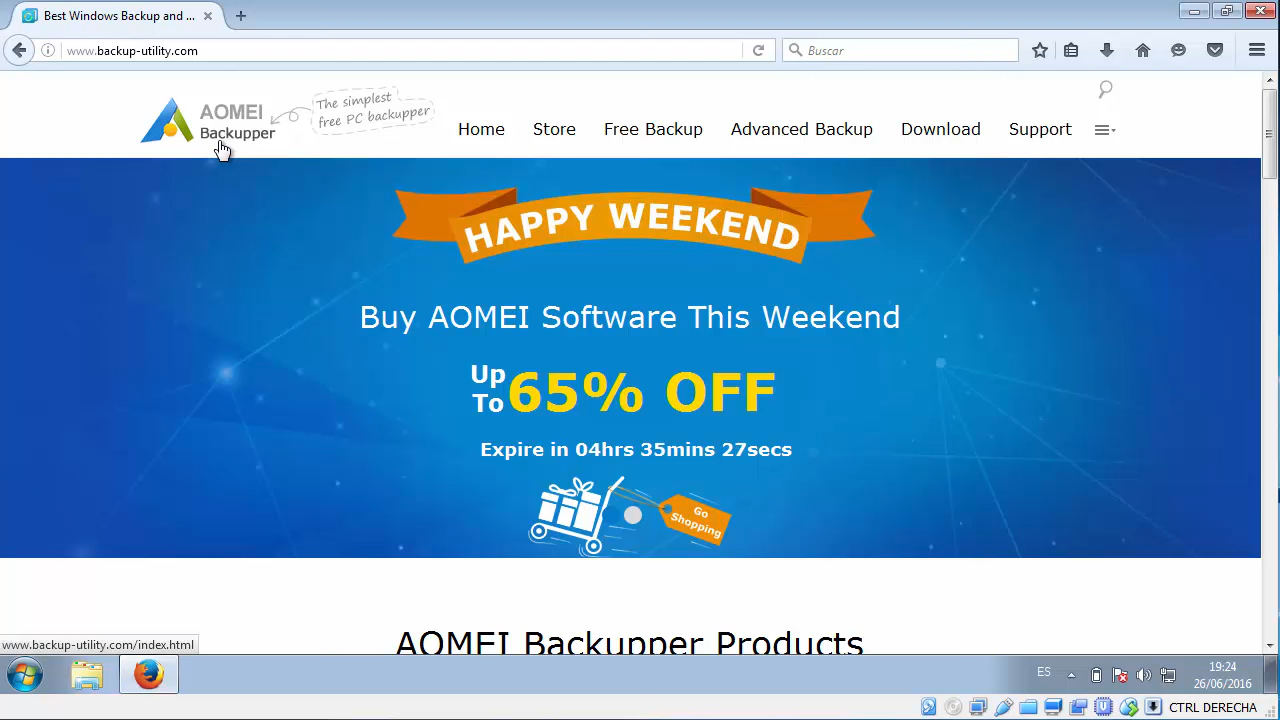 Best Windows Backup and ...
www.backup-utility.com
Buscar
AOMEI
Backupper
The simplest
free PC backupper
Home
Store
Free Backup
Advanced Backup
Download
Support
HAPPY WEEKEND
Buy AOMEI Software This Weekend
Up
To
65% OFF
Expire in 04hrs 35mins 27secs
Go
Shopping
AOMEI Backupper Products
www.backup-utility.com/index.html
ES
19:24
26/06/2016
CTRL DERECHA